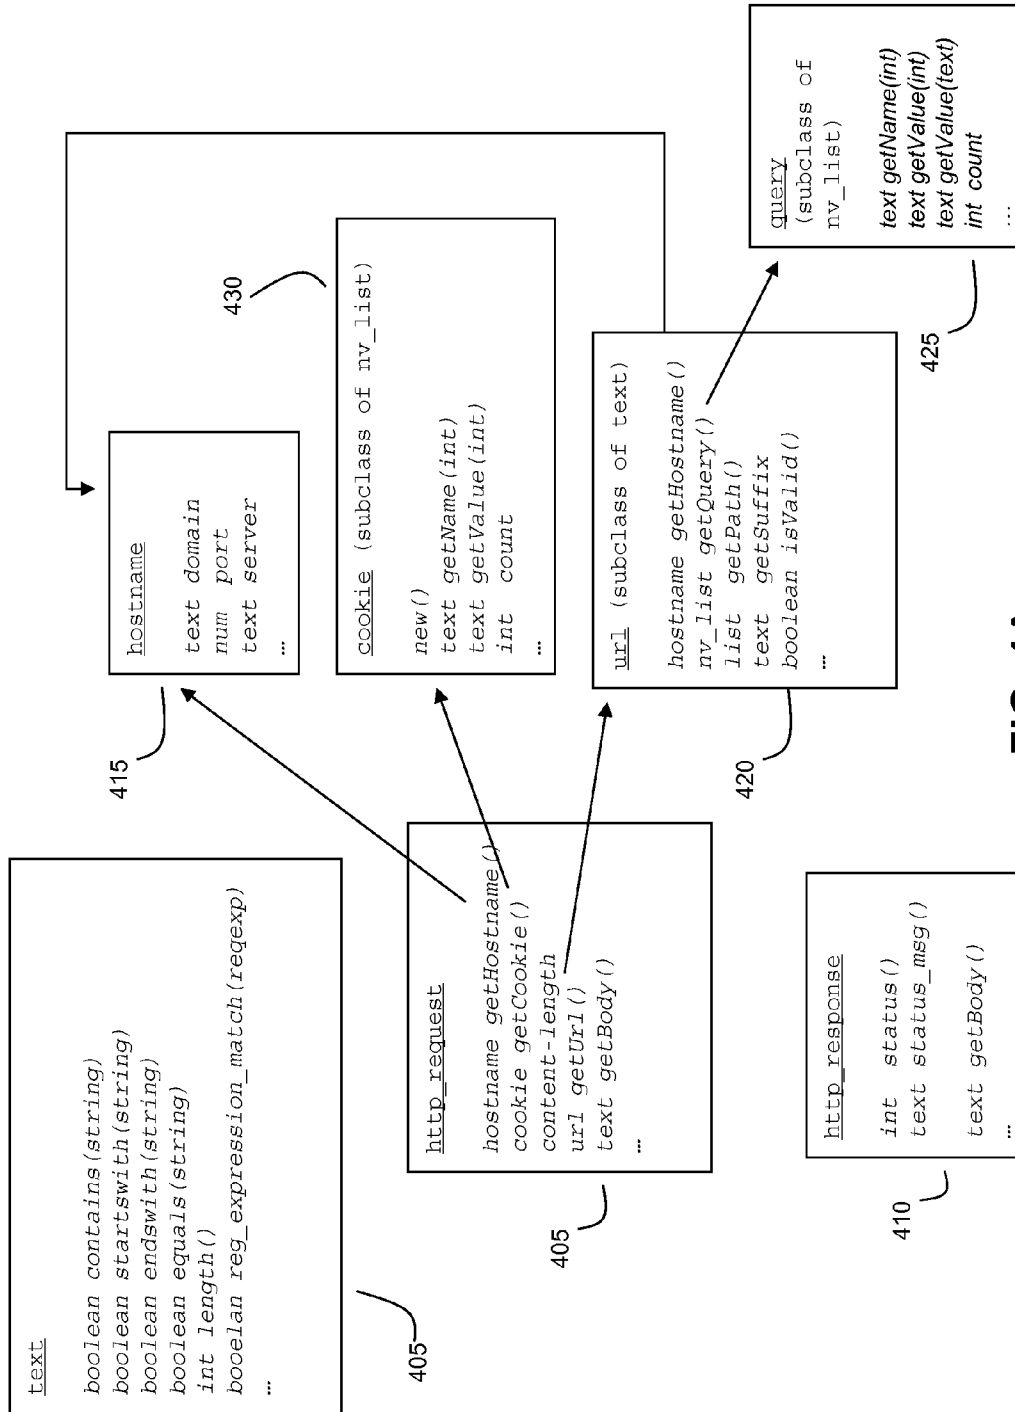 text
boolean contains(string)
boolean startswith(string)
boolean endswith(string)
boolean equals(string)
int length()
booelan reg_expression_match(reqexp)
...
405
http_request
hostname getHostname()
cookie getCookie()
content-length
url getUrl()
text getBody()
...
405
http_response
int status()
text status_msg()
text getBody()
...
410
hostname
text domain
num port
text server
...
415
cookie (subclass of nv_list)
new()
text getName(int)
text getValue(int)
int count
...
430
url (subclass of text)
hostname getHostname()
nv_list getQuery()
list getPath()
text getSuffix
boolean isValid()
...
420
query
(subclass of
nv_list)
text getName(int)
text getValue(int)
text getValue(text)
int count
...
425